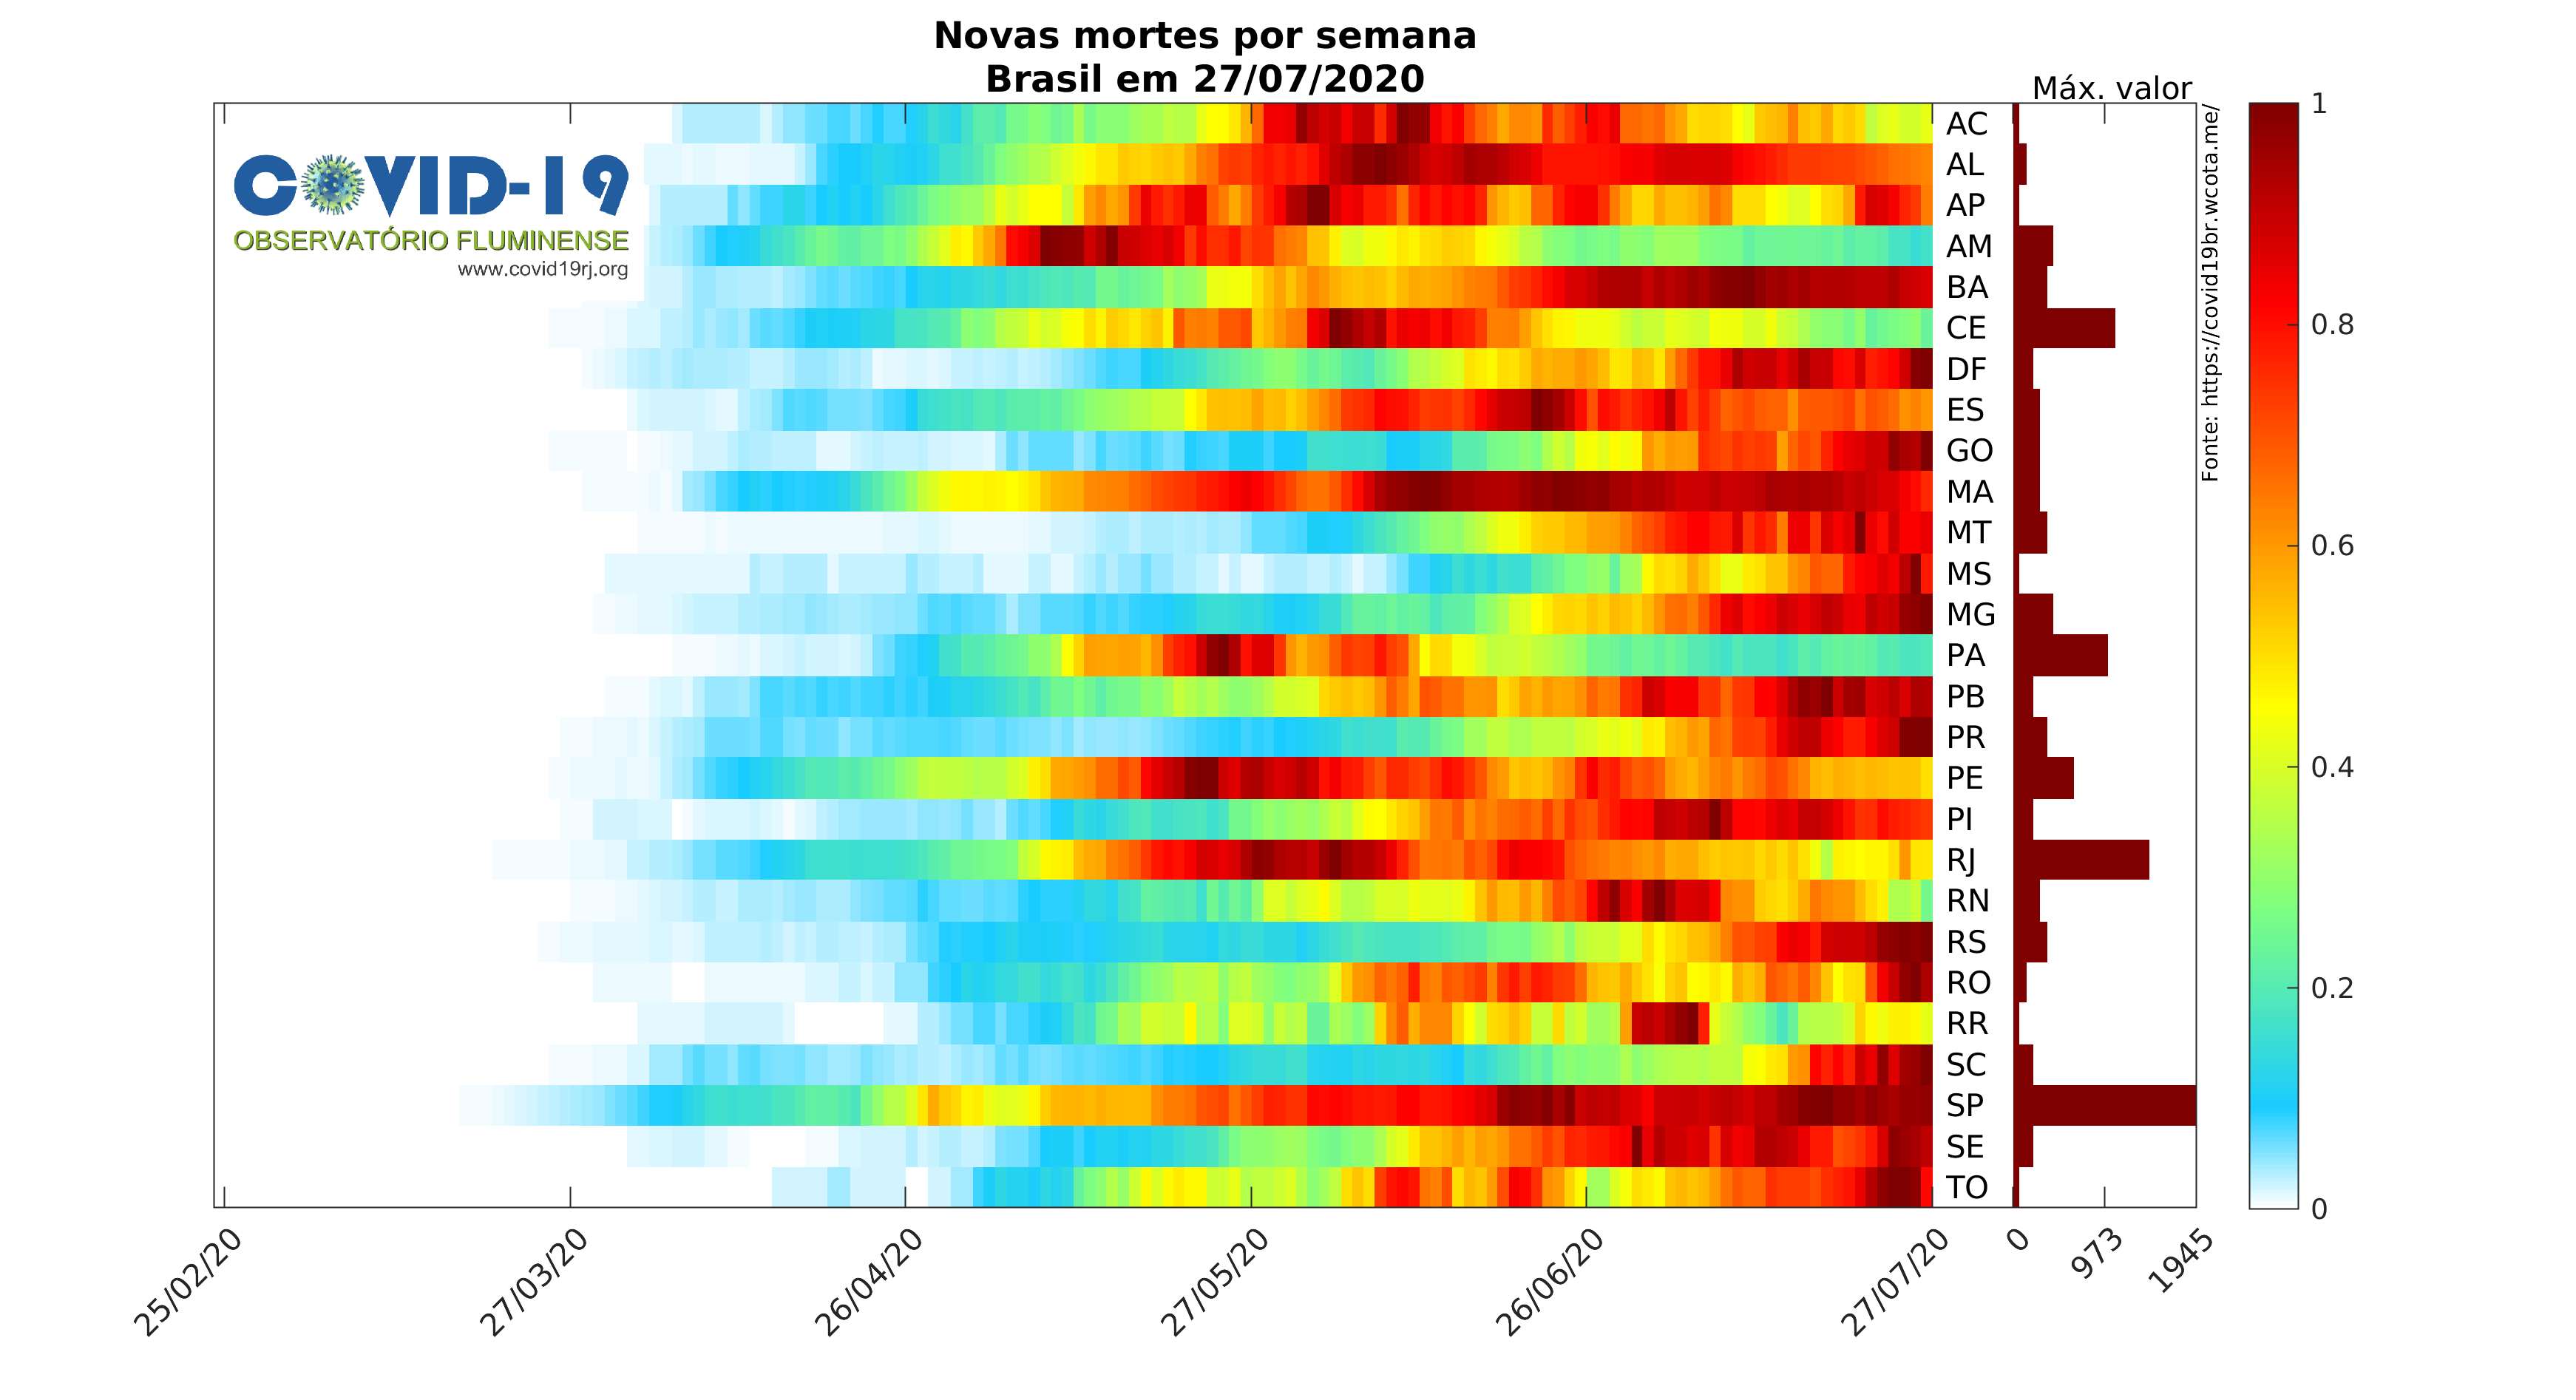 Novas mortes por semana
Brasil em 27/07/2020
Máx. valor
COVID-19
OBSERVATÓRIO FLUMINENSE
www.covid19rj.org
AC
AL
AP
AM
BA
CE
DF
ES
GO
MA
MT
MS
MG
PA
PB
PR
PE
PI
RJ
RN
RS
RO
RR
SC
SP
SE
TO
Fonte: https://covid19br.wcota.me/
1
0.8
0.6
0.4
0.2
0
25/02/20
27/03/20
26/04/20
27/05/20
26/06/20
27/07/20
0
973
1945